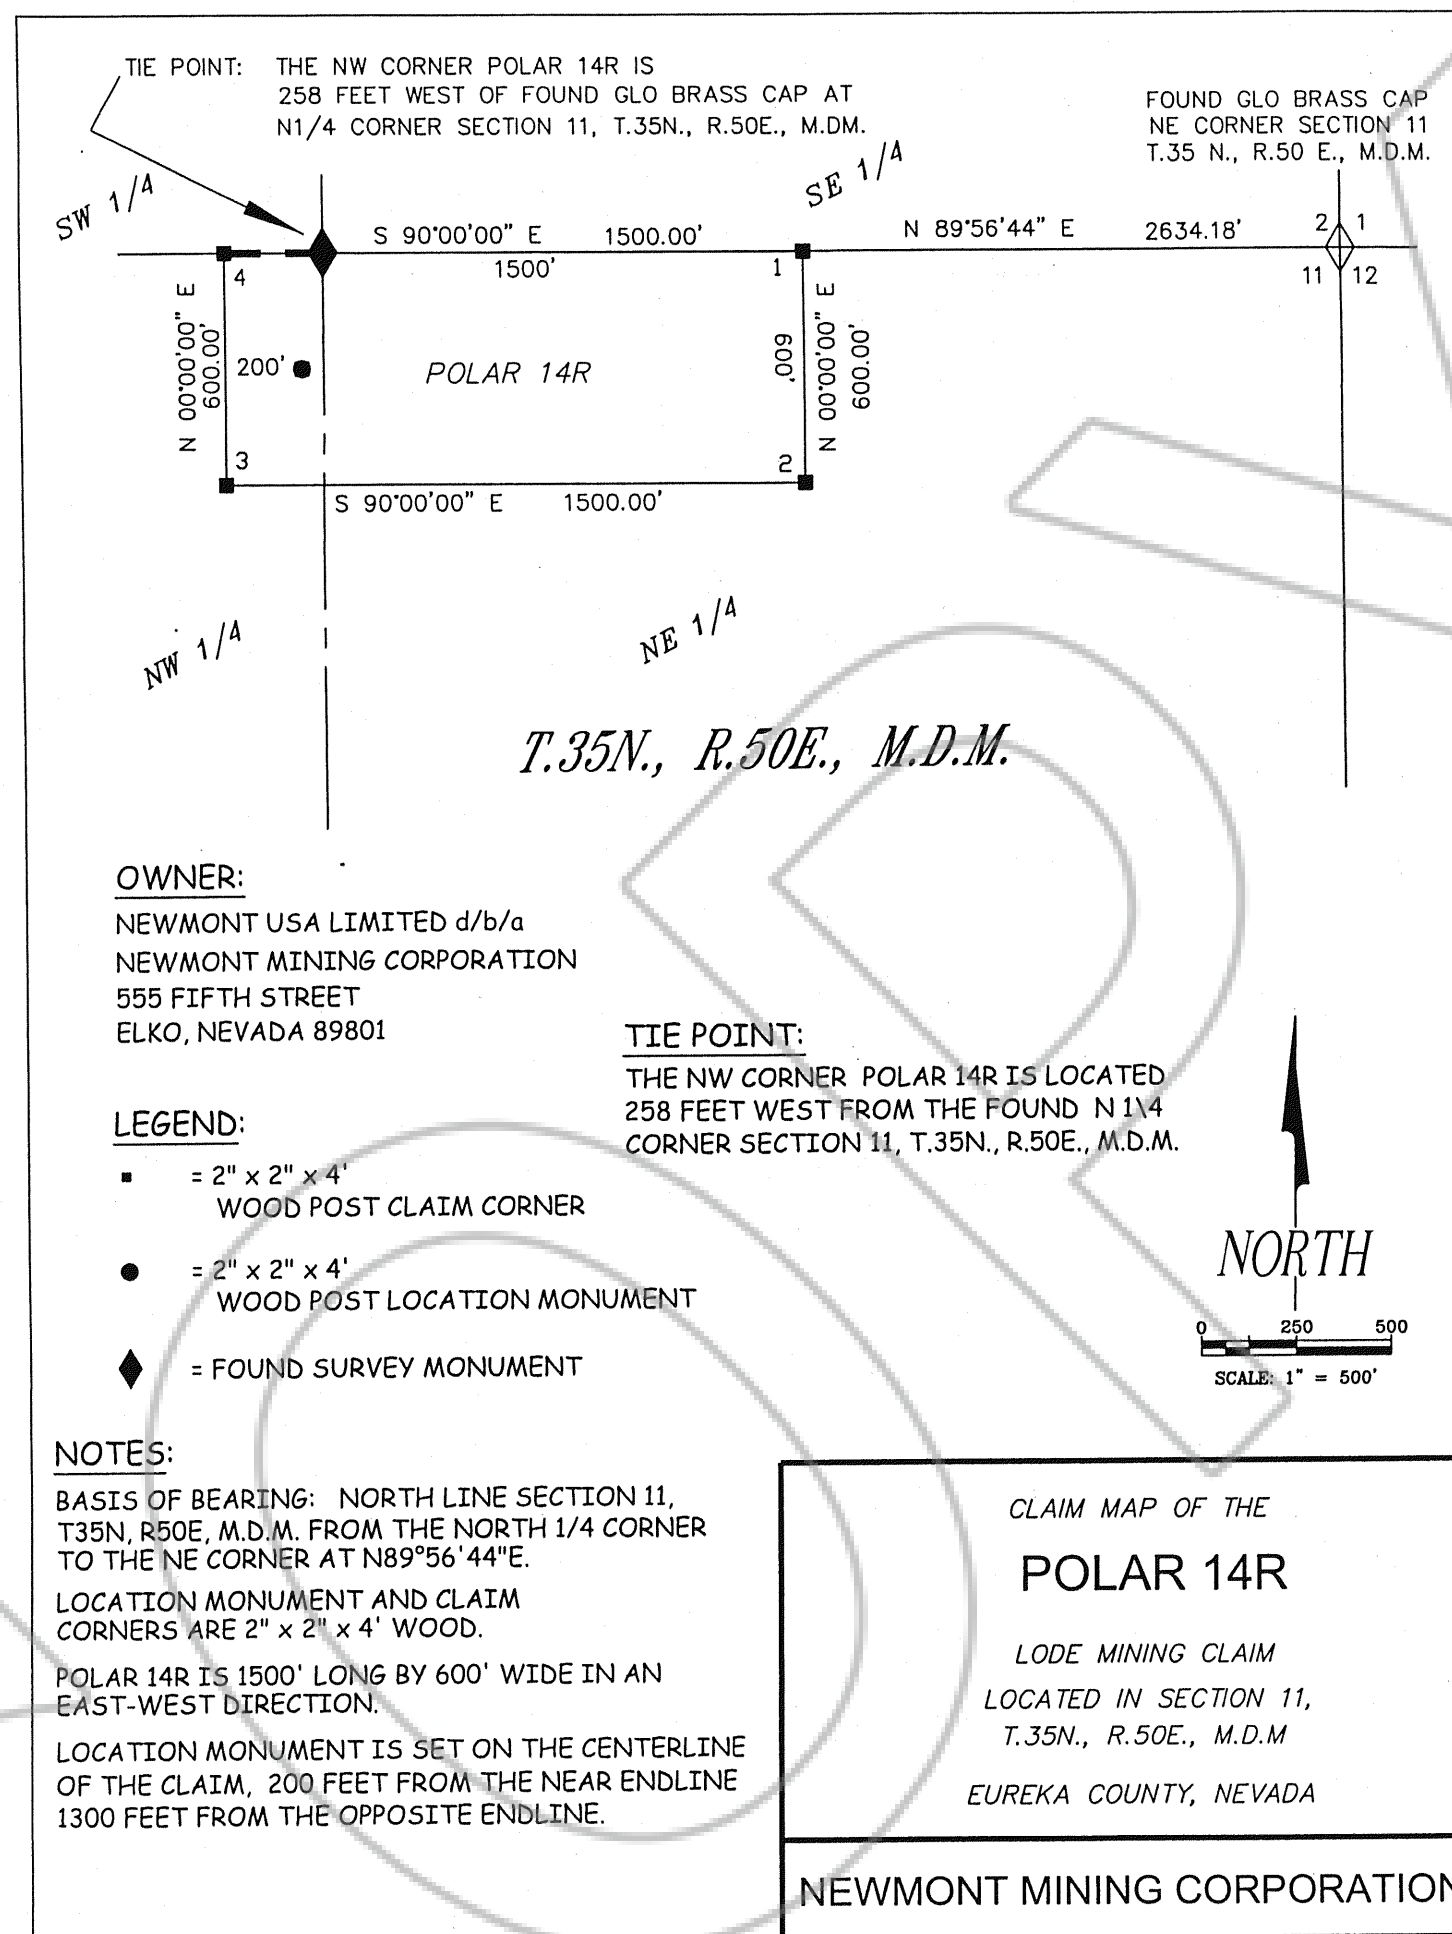 TIE POINT: THE NW CORNER POLAR 14R IS
258 FEET WEST OF FOUND GLO BRASS CAP AT
N1/4 CORNER SECTION 11, T.35N., R.50E., M.DM.
FOUND GLO BRASS CAP
NE CORNER SECTION 11
T.35 N., R.50 E., M.D.M.
SW 1/4
SE 1/4
S 90°00'00" E 1500.00'
1500'
N 89°56'44" E 2634.18'
2 1
11 12
4
1
N 00°00'00" E
600.00'
200'
POLAR 14R
600'
N 00°00'00" E
600.00'
3
2
S 90°00'00" E 1500.00'
NW 1/4
NE 1/4
T.35N., R.50E., M.D.M.
OWNER:
NEWMONT USA LIMITED d/b/a
NEWMONT MINING CORPORATION
555 FIFTH STREET
ELKO, NEVADA 89801
TIE POINT:
THE NW CORNER POLAR 14R IS LOCATED
258 FEET WEST FROM THE FOUND N 1\4
CORNER SECTION 11, T.35N., R.50E., M.D.M.
LEGEND:
= 2" x 2" x 4'
WOOD POST CLAIM CORNER
= 2" x 2" x 4'
WOOD POST LOCATION MONUMENT
= FOUND SURVEY MONUMENT
NORTH
0 250 500
SCALE: 1" = 500'
NOTES:
BASIS OF BEARING: NORTH LINE SECTION 11,
T35N, R50E, M.D.M. FROM THE NORTH 1/4 CORNER
TO THE NE CORNER AT N89°56'44"E.
LOCATION MONUMENT AND CLAIM
CORNERS ARE 2" x 2" x 4' WOOD.
POLAR 14R IS 1500' LONG BY 600' WIDE IN AN
EAST-WEST DIRECTION.
LOCATION MONUMENT IS SET ON THE CENTERLINE
OF THE CLAIM, 200 FEET FROM THE NEAR ENDLINE
1300 FEET FROM THE OPPOSITE ENDLINE.
CLAIM MAP OF THE
POLAR 14R
LODE MINING CLAIM
LOCATED IN SECTION 11,
T.35N., R.50E., M.D.M
EUREKA COUNTY, NEVADA
NEWMONT MINING CORPORATION